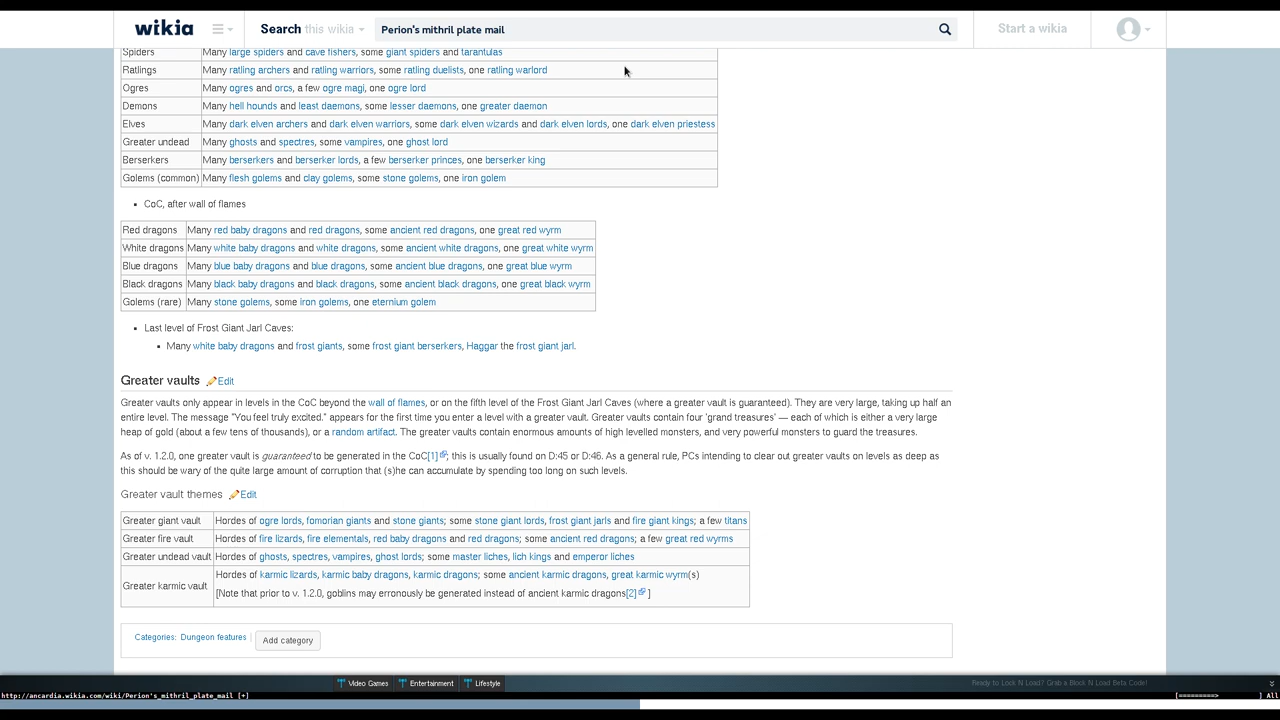 wikia
Search this wikia
Perion's mithril plate mail
Start a wikia
Spiders Many large spiders and cave fishers, some giant spiders and tarantulas
Ratlings Many ratling archers and ratling warriors, some ratling duelists, one ratling warlord
Ogres Many ogres and orcs, a few ogre magi, one ogre lord
Demons Many hell hounds and least daemons, some lesser daemons, one greater daemon
Elves Many dark elven archers and dark elven warriors, some dark elven wizards and dark elven lords, one dark elven priestess
Greater undead Many ghosts and spectres, some vampires, one ghost lord
Berserkers Many berserkers and berserker lords, a few berserker princes, one berserker king
Golems (common) Many flesh golems and clay golems, some stone golems, one iron golem
CoC, after wall of flames
Red dragons Many red baby dragons and red dragons, some ancient red dragons, one great red wyrm
White dragons Many white baby dragons and white dragons, some ancient white dragons, one great white wyrm
Blue dragons Many blue baby dragons and blue dragons, some ancient blue dragons, one great blue wyrm
Black dragons Many black baby dragons and black dragons, some ancient black dragons, one great black wyrm
Golems (rare) Many stone golems, some iron golems, one eternium golem
Last level of Frost Giant Jarl Caves:
Many white baby dragons and frost giants, some frost giant berserkers, Haggar the frost giant jarl.
Greater vaults Edit
Greater vaults only appear in levels in the CoC beyond the wall of flames, or on the fifth level of the Frost Giant Jarl Caves (where a greater vault is guaranteed). They are very large, taking up half an
entire level. The message "You feel truly excited." appears for the first time you enter a level with a greater vault. Greater vaults contain four 'grand treasures' — each of which is either a very large
heap of gold (about a few tens of thousands), or a random artifact. The greater vaults contain enormous amounts of high levelled monsters, and very powerful monsters to guard the treasures.
As of v. 1.2.0, one greater vault is guaranteed to be generated in the CoC[1]; this is usually found on D:45 or D:46. As a general rule, PCs intending to clear out greater vaults on levels as deep as
this should be wary of the quite large amount of corruption that (s)he can accumulate by spending too long on such levels.
Greater vault themes Edit
Greater giant vault Hordes of ogre lords, fomorian giants and stone giants; some stone giant lords, frost giant jarls and fire giant kings; a few titans
Greater fire vault Hordes of fire lizards, fire elementals, red baby dragons and red dragons; some ancient red dragons; a few great red wyrms
Greater undead vault Hordes of ghosts, spectres, vampires, ghost lords; some master liches, lich kings and emperor liches
Greater karmic vault Hordes of karmic lizards, karmic baby dragons, karmic dragons; some ancient karmic dragons, great karmic wyrm(s)
[Note that prior to v. 1.2.0, goblins may erronously be generated instead of ancient karmic dragons[2] ]
Categories: Dungeon features Add category
Video Games Entertainment Lifestyle Ready to Lock N Load? Grab a Block N Load Beta Code!
http://ancardia.wikia.com/wiki/Perion's_mithril_plate_mail [+] [=========> ] All